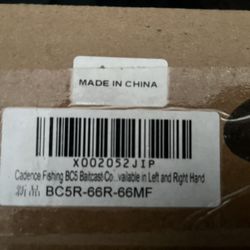 MADE IN CHINA
X002052JIP
Cadence Fishing BC5 Baitcast Co...vailable in Left and Right Hand
新品 BC5R-66R-66MF